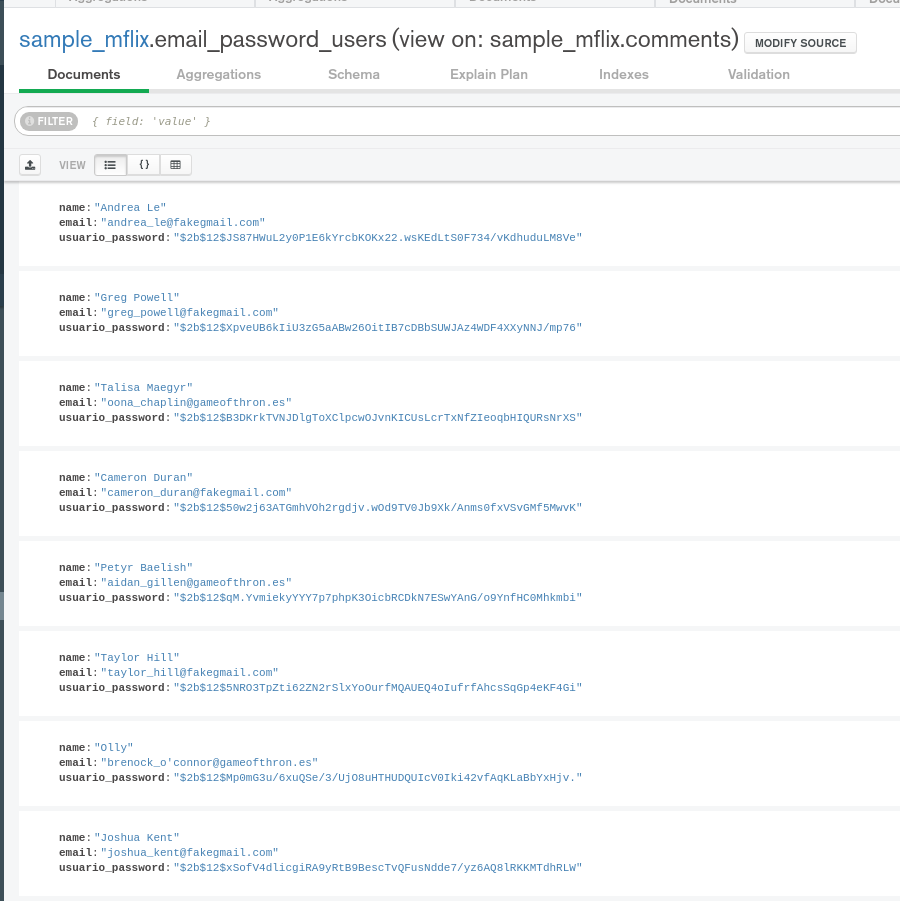 Aggregations Aggregations Documents Documents
sample_mflix.email_password_users (view on: sample_mflix.comments) MODIFY SOURCE
Documents Aggregations Schema Explain Plan Indexes Validation
FILTER { field: 'value' }
VIEW { }
name: "Andrea Le"
email: "andrea_le@fakegmail.com"
usuario_password: "$2b$12$JS87HWuL2y0P1E6kYrcbKOKx22.wsKEdLtS0F734/vKdhuduLM8Ve"
name: "Greg Powell"
email: "greg_powell@fakegmail.com"
usuario_password: "$2b$12$XpveUB6kIiU3zG5aABw26OitIB7cDBbSUWJAz4WDF4XXyNNJ/mp76"
name: "Talisa Maegyr"
email: "oona_chaplin@gameofthron.es"
usuario_password: "$2b$12$B3DKrkTVNJDlgToXClpcwOJvnKICUsLcrTxNfZIeoqbHIQURsNrXS"
name: "Cameron Duran"
email: "cameron_duran@fakegmail.com"
usuario_password: "$2b$12$50w2j63ATGmhVOh2rgdjv.wOd9TV0Jb9Xk/Anms0fxVSvGMf5MwvK"
name: "Petyr Baelish"
email: "aidan_gillen@gameofthron.es"
usuario_password: "$2b$12$qM.YvmiekyYYY7p7phpK3OicbRCDkN7ESwYAnG/o9YnfHC0Mhkmbi"
name: "Taylor Hill"
email: "taylor_hill@fakegmail.com"
usuario_password: "$2b$12$5NRO3TpZti62ZN2rSlxYoOurfMQAUEQ4oIufrfAhcsSqGp4eKF4Gi"
name: "Olly"
email: "brenock_o'connor@gameofthron.es"
usuario_password: "$2b$12$Mp0mG3u/6xuQSe/3/UjO8uHTHUDQUIcV0Iki42vfAqKLaBbYxHjv."
name: "Joshua Kent"
email: "joshua_kent@fakegmail.com"
usuario_password: "$2b$12$xSofV4dlicgiRA9yRtB9BescTvQFusNdde7/yz6AQ8lRKKMTdhRLW"